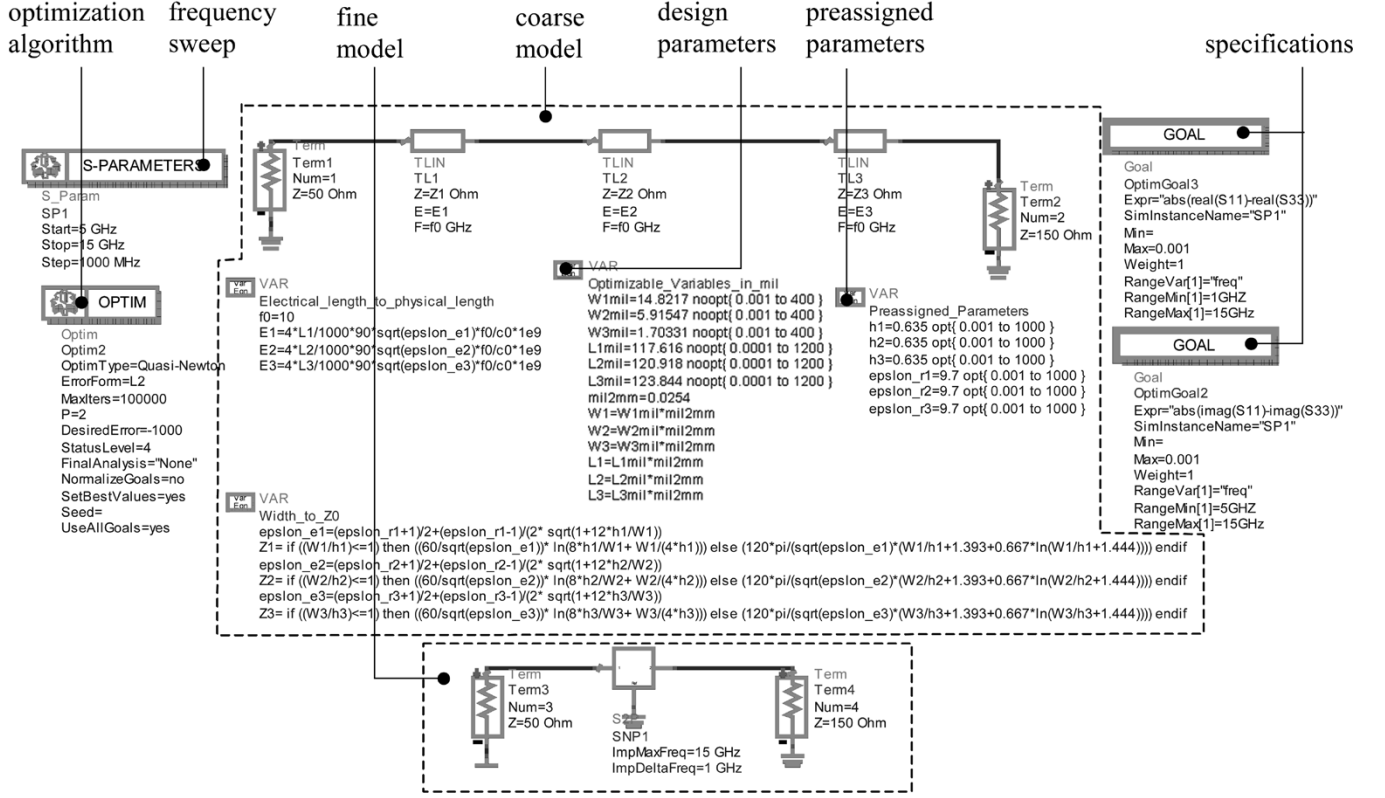 optimization
algorithm
frequency
sweep
fine
model
coarse
model
design
parameters
preassigned
parameters
specifications
S-PARAMETERS
S_Param
SP1
Start=5 GHz
Stop=15 GHz
Step=1000 MHz
OPTIM
Optim
Optim2
OptimType=Quasi-Newton
ErrorForm=L2
MaxIters=100000
P=2
DesiredError=-1000
StatusLevel=4
FinalAnalysis="None"
NormalizeGoals=no
SetBestValues=yes
Seed=
UseAllGoals=yes
Term
Term1
Num=1
Z=50 Ohm
TLIN
TL1
Z=Z1 Ohm
E=E1
F=f0 GHz
TLIN
TL2
Z=Z2 Ohm
E=E2
F=f0 GHz
TLIN
TL3
Z=Z3 Ohm
E=E3
F=f0 GHz
Term
Term2
Num=2
Z=150 Ohm
GOAL
Goal
OptimGoal3
Expr="abs(real(S11)-real(S33))"
SimInstanceName="SP1"
Min=
Max=0.001
Weight=1
RangeVar[1]="freq"
RangeMin[1]=1GHZ
RangeMax[1]=15GHz
GOAL
Goal
OptimGoal2
Expr="abs(imag(S11)-imag(S33))"
SimInstanceName="SP1"
Min=
Max=0.001
Weight=1
RangeVar[1]="freq"
RangeMin[1]=5GHZ
RangeMax[1]=15GHz
Var
Eqn
VAR
Electrical_length_to_physical_length
f0=10
E1=4*L1/1000*90*sqrt(epslon_e1)*f0/c0*1e9
E2=4*L2/1000*90*sqrt(epslon_e2)*f0/c0*1e9
E3=4*L3/1000*90*sqrt(epslon_e3)*f0/c0*1e9
VAR
Optimizable_Variables_in_mil
W1mil=14.8217 noopt{ 0.001 to 400 }
W2mil=5.91547 noopt{ 0.001 to 400 }
W3mil=1.70331 noopt{ 0.001 to 400 }
L1mil=117.616 noopt{ 0.0001 to 1200 }
L2mil=120.918 noopt{ 0.0001 to 1200 }
L3mil=123.844 noopt{ 0.0001 to 1200 }
mil2mm=0.0254
W1=W1mil*mil2mm
W2=W2mil*mil2mm
W3=W3mil*mil2mm
L1=L1mil*mil2mm
L2=L2mil*mil2mm
L3=L3mil*mil2mm
VAR
Preassigned_Parameters
h1=0.635 opt{ 0.001 to 1000 }
h2=0.635 opt{ 0.001 to 1000 }
h3=0.635 opt{ 0.001 to 1000 }
epslon_r1=9.7 opt{ 0.001 to 1000 }
epslon_r2=9.7 opt{ 0.001 to 1000 }
epslon_r3=9.7 opt{ 0.001 to 1000 }
Var
Eqn
VAR
Width_to_Z0
epslon_e1=(epslon_r1+1)/2+(epslon_r1-1)/(2* sqrt(1+12*h1/W1))
Z1= if ((W1/h1)<=1) then ((60/sqrt(epslon_e1))* ln(8*h1/W1+ W1/(4*h1))) else (120*pi/(sqrt(epslon_e1)*(W1/h1+1.393+0.667*ln(W1/h1+1.444)))) endif
epslon_e2=(epslon_r2+1)/2+(epslon_r2-1)/(2* sqrt(1+12*h2/W2))
Z2= if ((W2/h2)<=1) then ((60/sqrt(epslon_e2))* ln(8*h2/W2+ W2/(4*h2))) else (120*pi/(sqrt(epslon_e2)*(W2/h2+1.393+0.667*ln(W2/h2+1.444)))) endif
epslon_e3=(epslon_r3+1)/2+(epslon_r3-1)/(2* sqrt(1+12*h3/W3))
Z3= if ((W3/h3)<=1) then ((60/sqrt(epslon_e3))* ln(8*h3/W3+ W3/(4*h3))) else (120*pi/(sqrt(epslon_e3)*(W3/h3+1.393+0.667*ln(W3/h3+1.444)))) endif
Term
Term3
Num=3
Z=50 Ohm
SNP1
ImpMaxFreq=15 GHz
ImpDeltaFreq=1 GHz
Term
Term4
Num=4
Z=150 Ohm